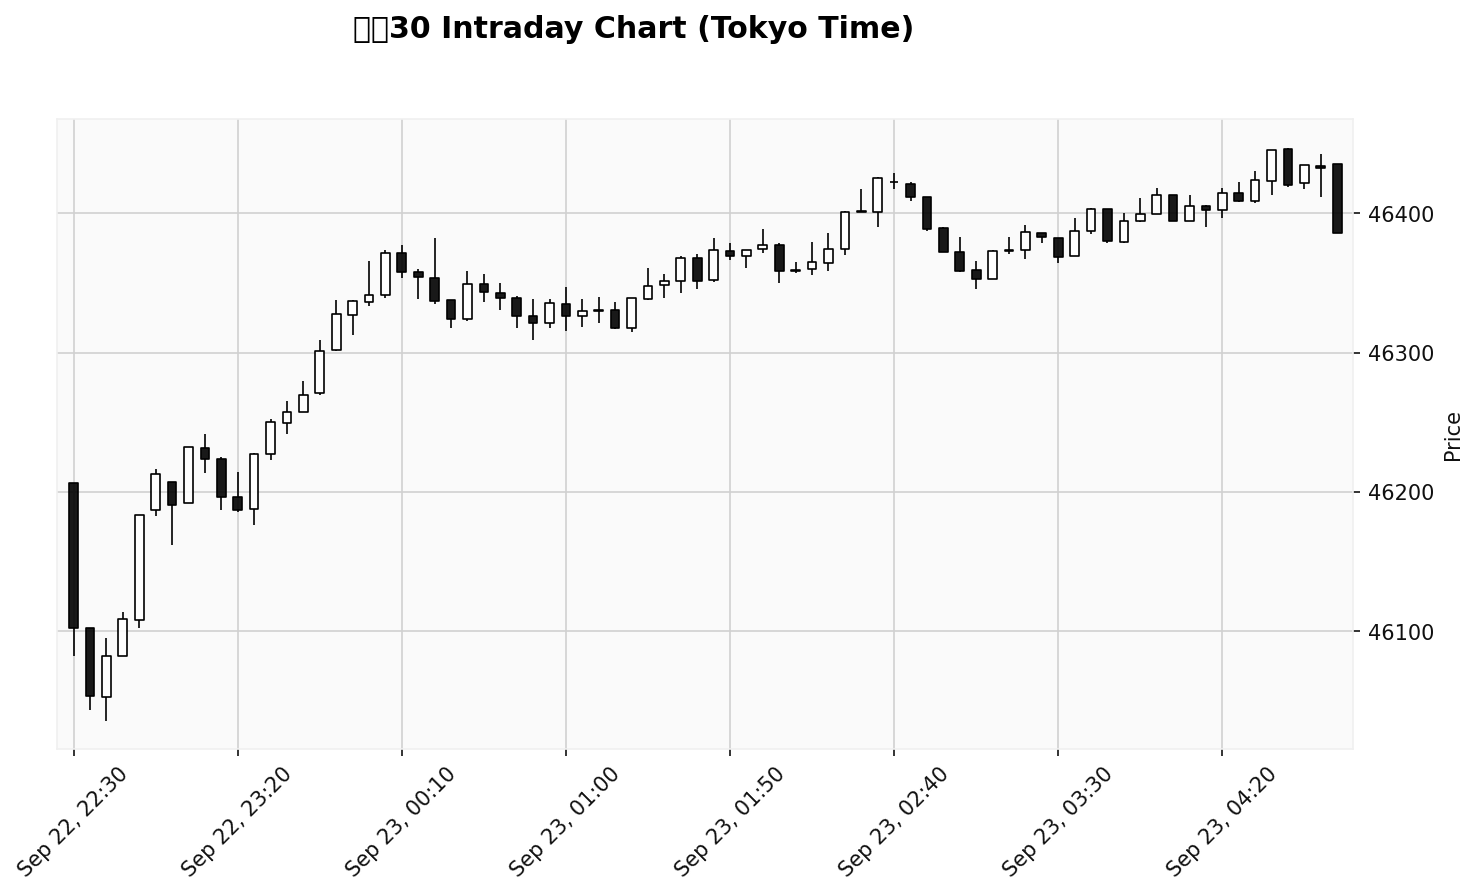 30 Intraday Chart (Tokyo Time)
46400
46300
46200
46100
Price
Sep 22, 22:30
Sep 22, 23:20
Sep 23, 00:10
Sep 23, 01:00
Sep 23, 01:50
Sep 23, 02:40
Sep 23, 03:30
Sep 23, 04:20